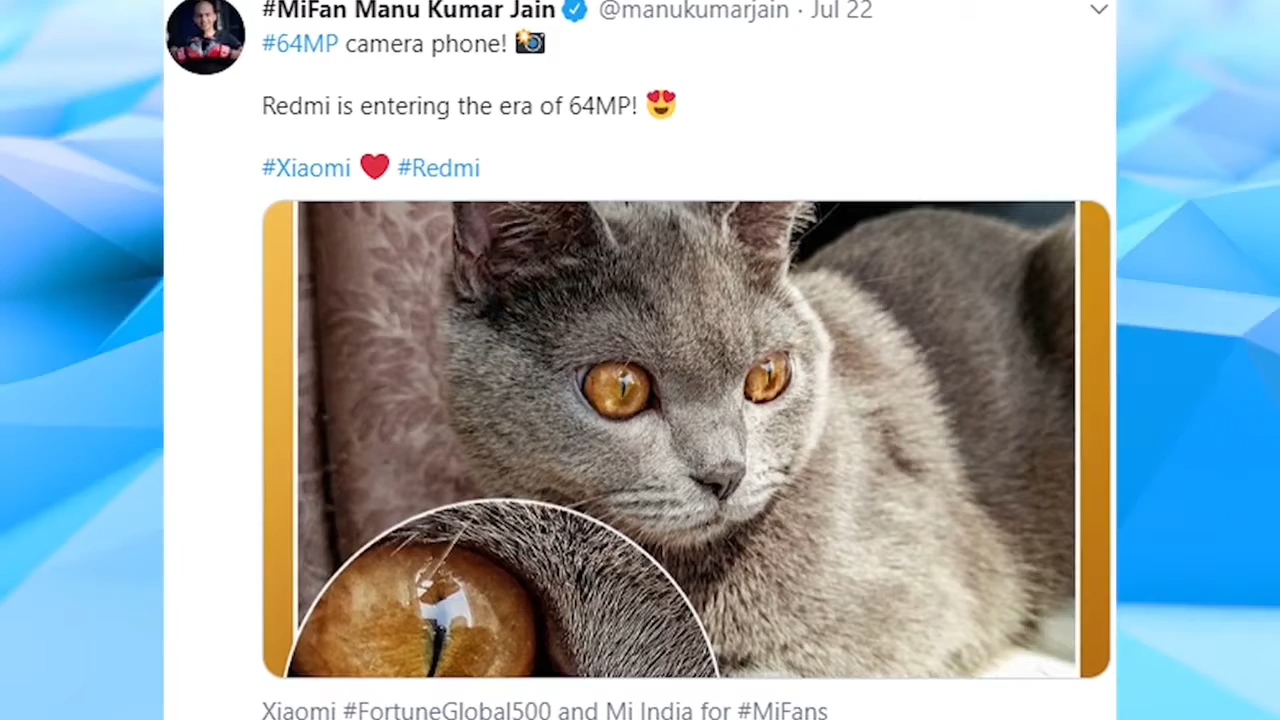 #MiFan Manu Kumar Jain @manukumarjain · Jul 22
#64MP camera phone! 📸
Redmi is entering the era of 64MP! 😍
#Xiaomi ❤️ #Redmi
Xiaomi #FortuneGlobal500 and Mi India for #MiFans